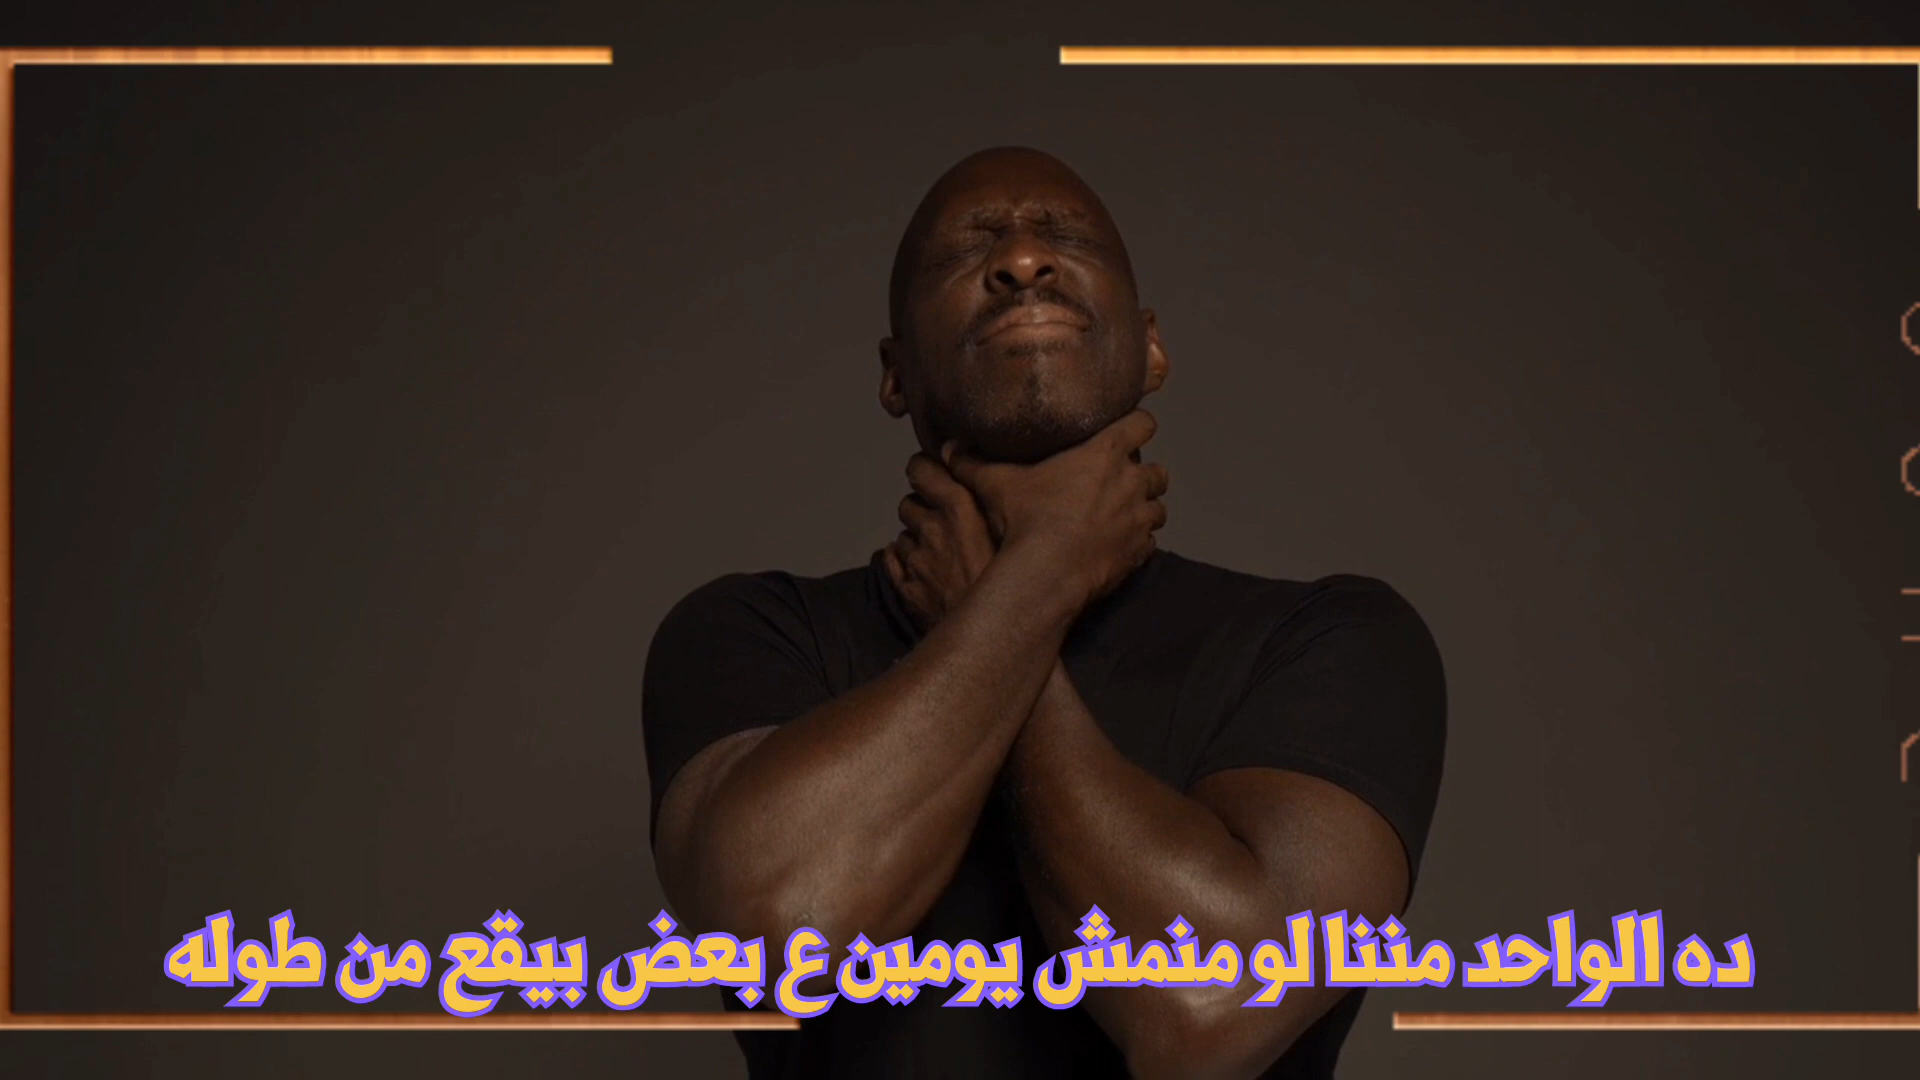 ده الواحد مننا لو منمش يومين ع بعض بيقع من طوله